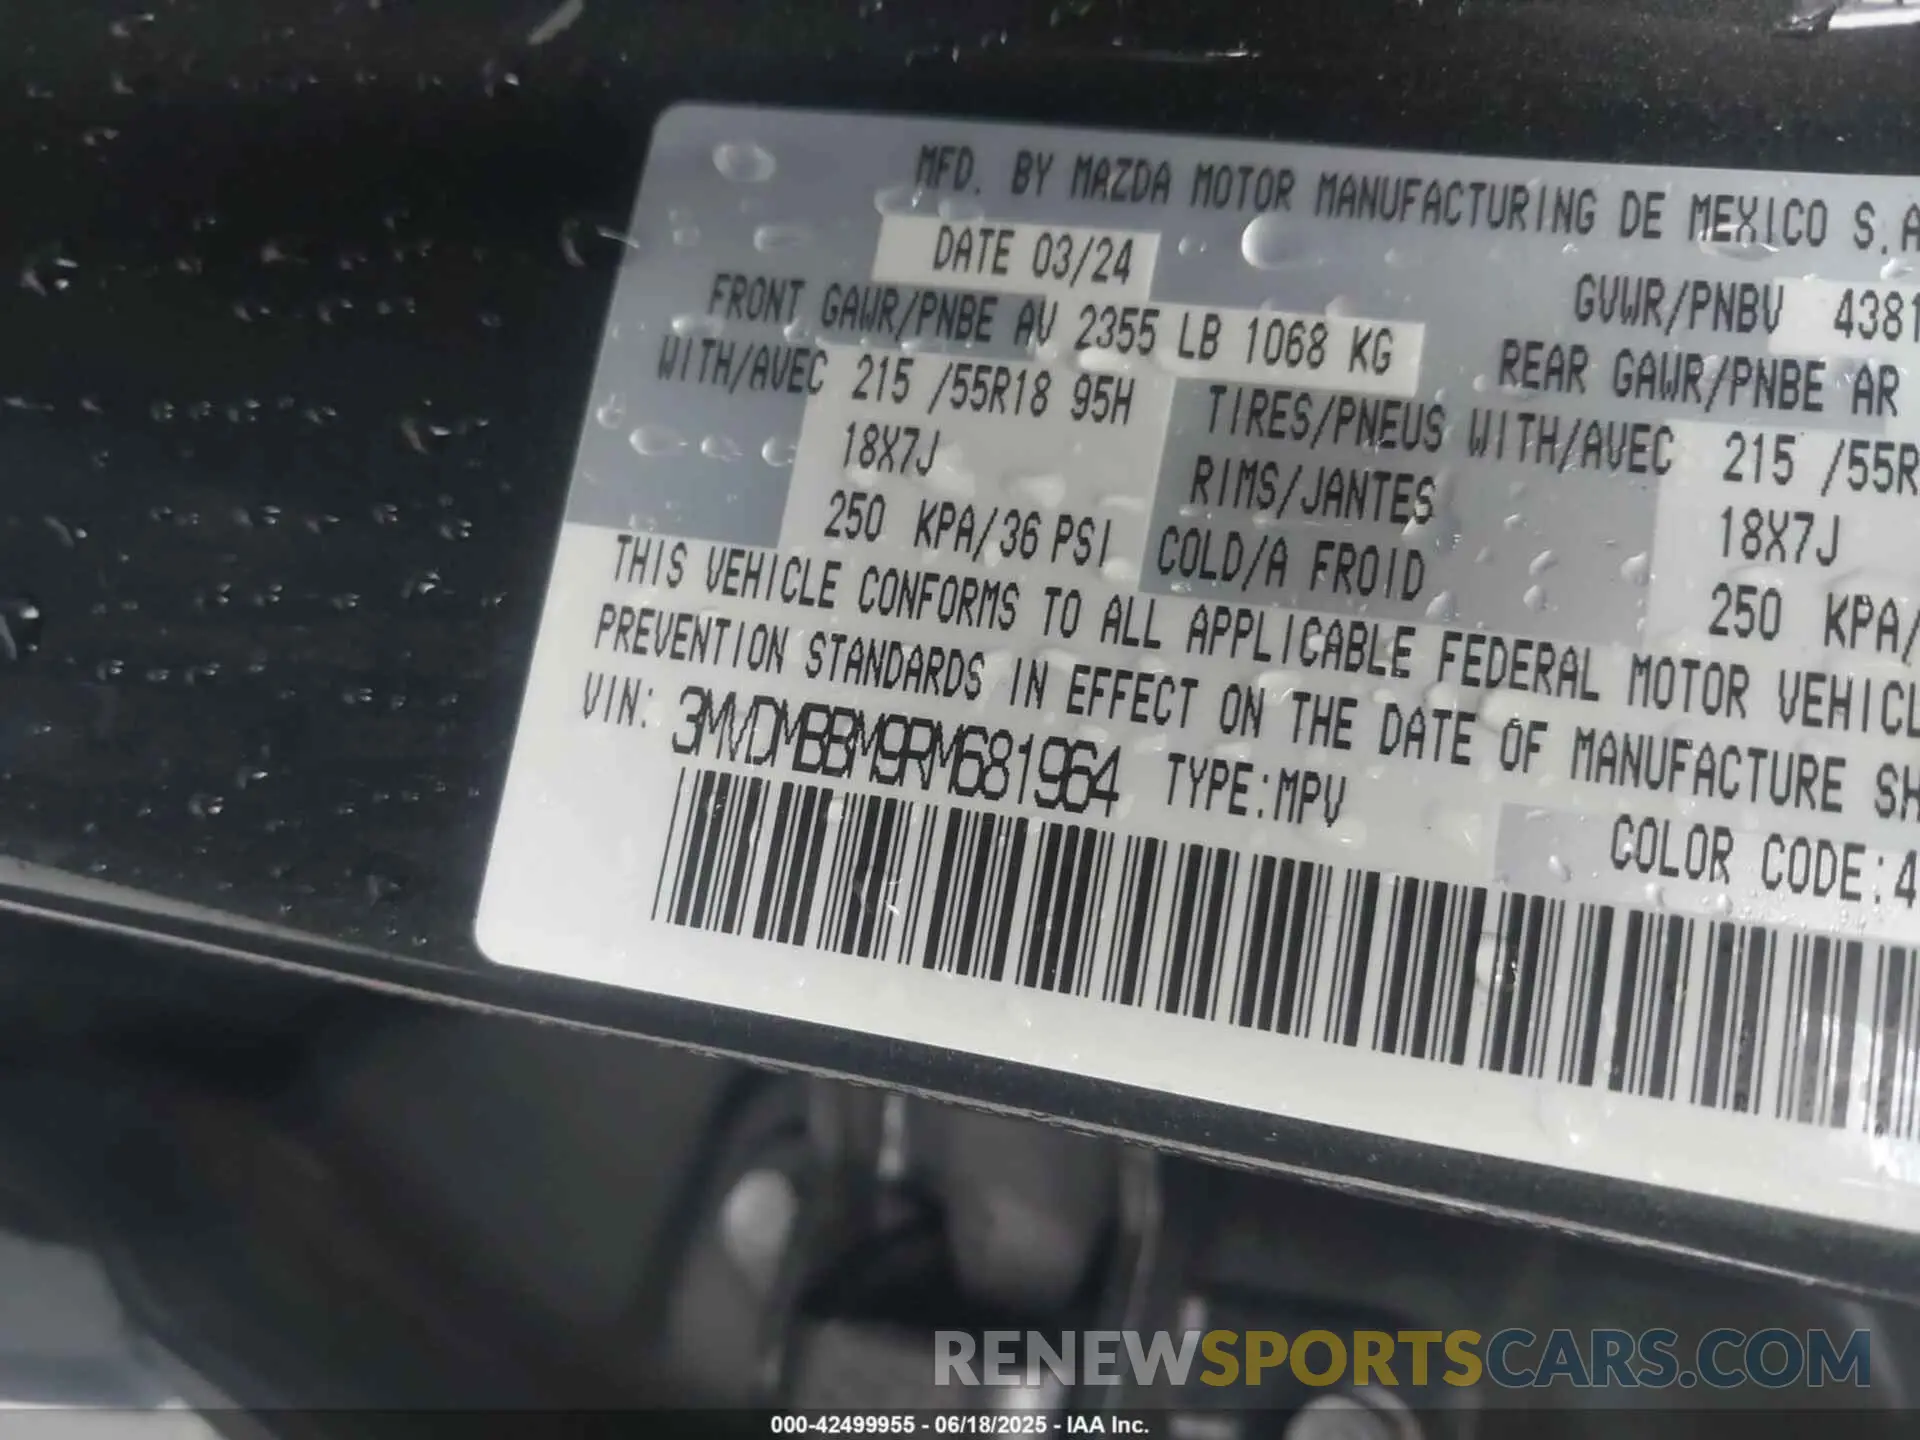 MFD. BY MAZDA MOTOR MANUFACTURING DE MEXICO S.A
DATE 03/24 GVWR/PNBV 4381
FRONT GAWR/PNBE AV 2355 LB 1068 KG REAR GAWR/PNBE AR
WITH/AVEC 215 /55R18 95H TIRES/PNEUS WITH/AVEC 215 /55R
18X7J RIMS/JANTES 18X7J
250 KPA/36 PSI COLD/A FROID 250 KPA/
THIS VEHICLE CONFORMS TO ALL APPLICABLE FEDERAL MOTOR VEHICL
PREVENTION STANDARDS IN EFFECT ON THE DATE OF MANUFACTURE SH
VIN: 3MVDMBBM9RM681964 TYPE:MPV COLOR CODE:4
RENEWSPORTSCARS.COM
000-42499955 - 06/18/2025 - IAA Inc.